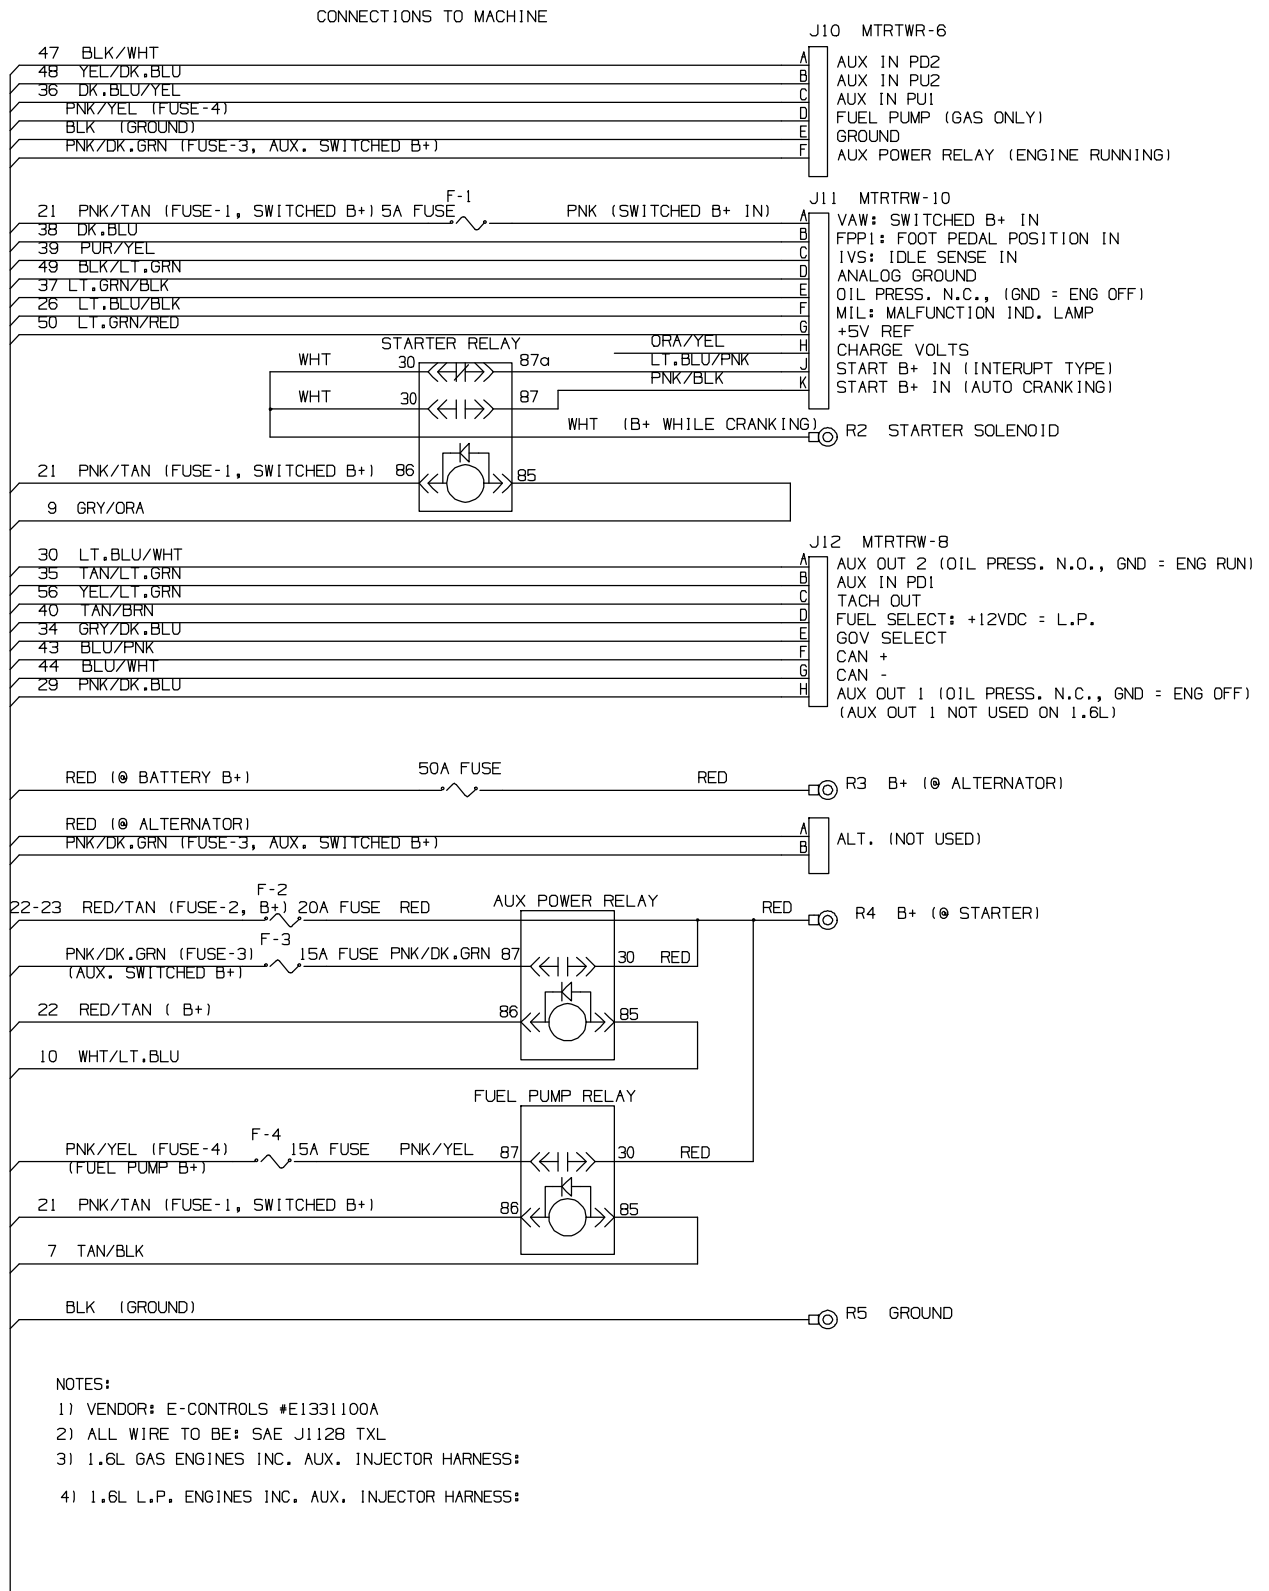 CONNECTIONS TO MACHINE
J10 MTRTWR-6
47 BLK/WHT
A
AUX IN PD2
48 YEL/DK.BLU
B
AUX IN PU2
36 DK.BLU/YEL
C
AUX IN PU1
PNK/YEL (FUSE-4)
D
FUEL PUMP (GAS ONLY)
BLK (GROUND)
E
GROUND
PNK/DK.GRN (FUSE-3, AUX. SWITCHED B+)
F
AUX POWER RELAY (ENGINE RUNNING)
J11 MTRTRW-10
F-1
21 PNK/TAN (FUSE-1, SWITCHED B+) 5A FUSE
PNK (SWITCHED B+ IN)
A
VAW: SWITCHED B+ IN
38 DK.BLU
B
FPP1: FOOT PEDAL POSITION IN
39 PUR/YEL
C
IVS: IDLE SENSE IN
49 BLK/LT.GRN
D
ANALOG GROUND
37 LT.GRN/BLK
E
OIL PRESS. N.C., (GND = ENG OFF)
26 LT.BLU/BLK
F
MIL: MALFUNCTION IND. LAMP
50 LT.GRN/RED
G
+5V REF
STARTER RELAY
ORA/YEL
H
CHARGE VOLTS
WHT
30
87a
LT.BLU/PNK
J
START B+ IN (INTERUPT TYPE)
PNK/BLK
K
START B+ IN (AUTO CRANKING)
WHT
30
87
WHT (B+ WHILE CRANKING)
R2 STARTER SOLENOID
21 PNK/TAN (FUSE-1, SWITCHED B+)
86
85
9 GRY/ORA
J12 MTRTRW-8
30 LT.BLU/WHT
A
AUX OUT 2 (OIL PRESS. N.O., GND = ENG RUN)
35 TAN/LT.GRN
B
AUX IN PD1
56 YEL/LT.GRN
C
TACH OUT
40 TAN/BRN
D
FUEL SELECT: +12VDC = L.P.
34 GRY/DK.BLU
E
GOV SELECT
43 BLU/PNK
F
CAN +
44 BLU/WHT
G
CAN -
29 PNK/DK.BLU
H
AUX OUT 1 (OIL PRESS. N.C., GND = ENG OFF)
(AUX OUT 1 NOT USED ON 1.6L)
RED (@ BATTERY B+)
50A FUSE
RED
R3 B+ (@ ALTERNATOR)
RED (@ ALTERNATOR)
A
ALT. (NOT USED)
PNK/DK.GRN (FUSE-3, AUX. SWITCHED B+)
B
F-2
AUX POWER RELAY
22-23 RED/TAN (FUSE-2, B+) 20A FUSE RED
RED
R4 B+ (@ STARTER)
F-3
PNK/DK.GRN (FUSE-3)
15A FUSE PNK/DK.GRN 87
30 RED
(AUX. SWITCHED B+)
22 RED/TAN ( B+)
86
85
10 WHT/LT.BLU
FUEL PUMP RELAY
F-4
PNK/YEL (FUSE-4)
15A FUSE PNK/YEL 87
30 RED
(FUEL PUMP B+)
21 PNK/TAN (FUSE-1, SWITCHED B+)
86
85
7 TAN/BLK
BLK (GROUND)
R5 GROUND
NOTES:
1) VENDOR: E-CONTROLS #E1331100A
2) ALL WIRE TO BE: SAE J1128 TXL
3) 1.6L GAS ENGINES INC. AUX. INJECTOR HARNESS:
4) 1.6L L.P. ENGINES INC. AUX. INJECTOR HARNESS: